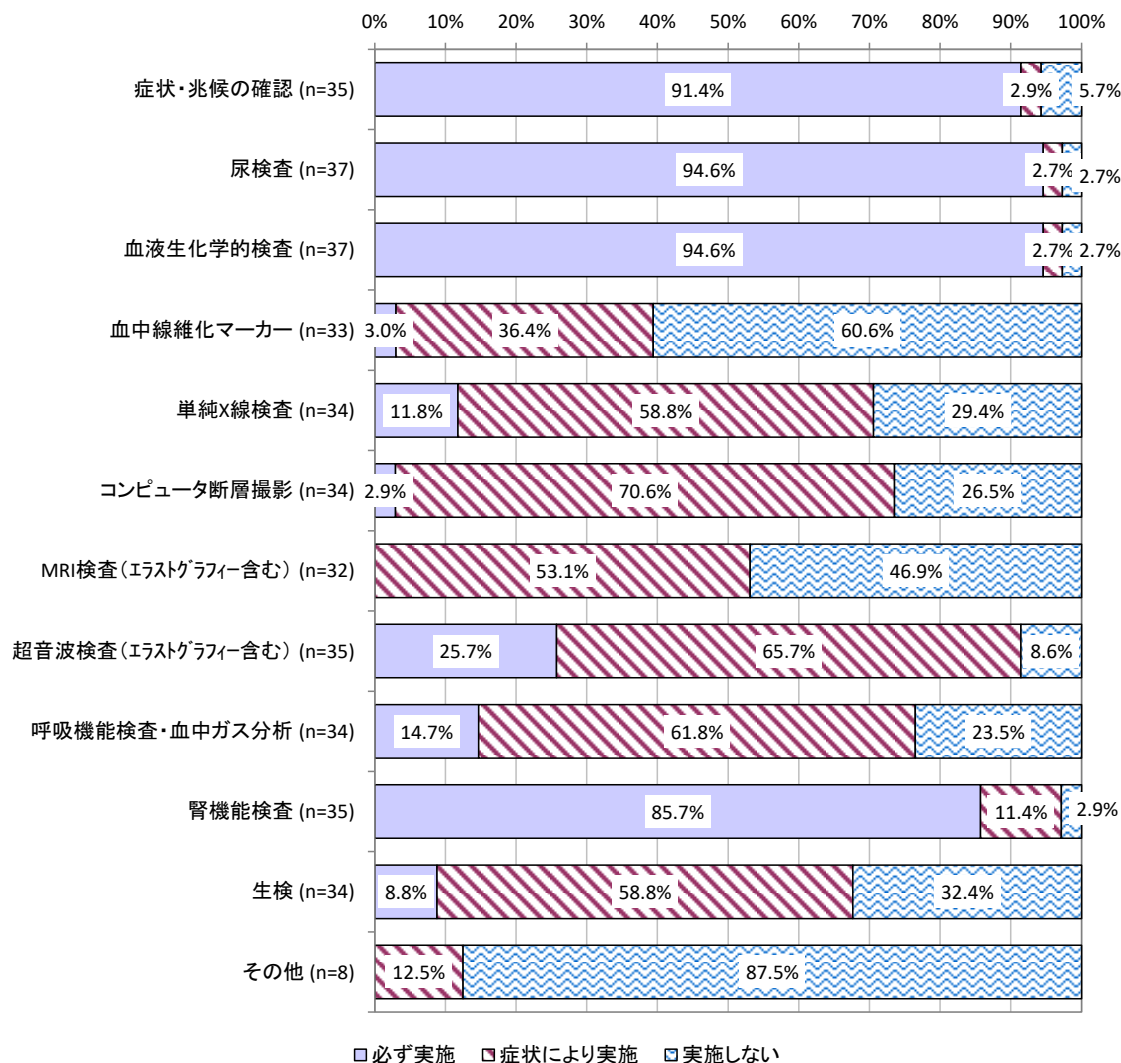 0% 10% 20% 30% 40% 50% 60% 70% 80% 90% 100%
症状・兆候の確認 (n=35) 91.4% 2.9% 5.7%
尿検査 (n=37) 94.6% 2.7% 2.7%
血液生化学的検査 (n=37) 94.6% 2.7% 2.7%
血中線維化マーカー (n=33) 3.0% 36.4% 60.6%
単純X線検査 (n=34) 11.8% 58.8% 29.4%
コンピュータ断層撮影 (n=34) 2.9% 70.6% 26.5%
MRI検査(ｴﾗｽﾄｸﾞﾗﾌｨｰ含む) (n=32) 53.1% 46.9%
超音波検査(ｴﾗｽﾄｸﾞﾗﾌｨｰ含む) (n=35) 25.7% 65.7% 8.6%
呼吸機能検査・血中ガス分析 (n=34) 14.7% 61.8% 23.5%
腎機能検査 (n=35) 85.7% 11.4% 2.9%
生検 (n=34) 8.8% 58.8% 32.4%
その他 (n=8) 12.5% 87.5%
必ず実施 症状により実施 実施しない